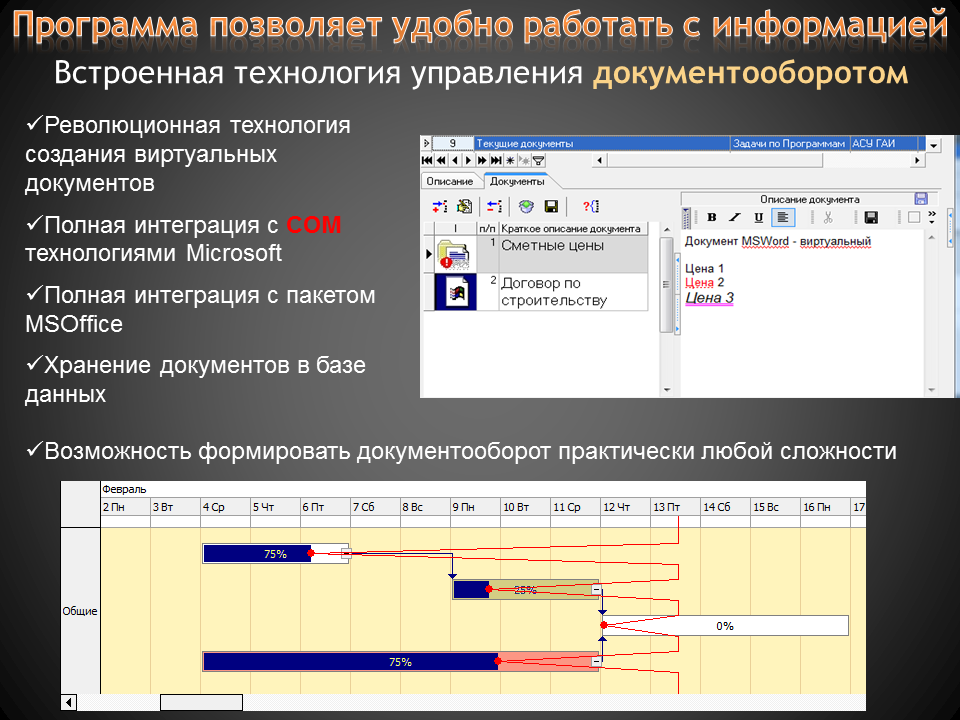 Программа позволяет удобно работать с информацией
Встроенная технология управления документооборотом
✓Революционная технология
создания виртуальных
документов
✓Полная интеграция с COM
технологиями Microsoft
✓Полная интеграция с пакетом
MSOffice
✓Хранение документов в базе
данных
9 Текущие документы Задачи по Программам АСУ ГАИ
Описание Документы
! п/п Краткое описание документа
1 Сметные цены
2 Договор по
строительству
Описание документа
B I U
Документ MSWord - виртуальный
Цена 1
Цена 2
Цена 3
✓Возможность формировать документооборот практически любой сложности
Февраль
2 Пн 3 Вт 4 Ср 5 Чт 6 Пт 7 Сб 8 Вс 9 Пн 10 Вт 11 Ср 12 Чт 13 Пт 14 Сб 15 Вс 16 Пн 17
75%
25%
Общие
0%
75%